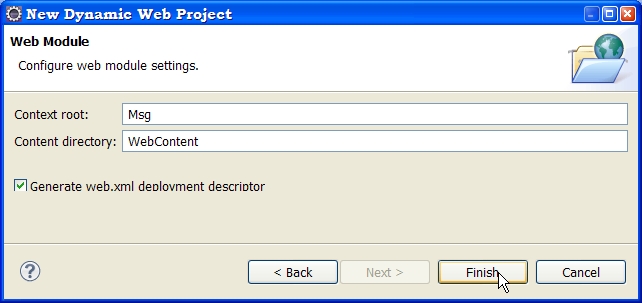 New Dynamic Web Project
Web Module
Configure web module settings.
Context root: Msg
Content directory: WebContent
Generate web.xml deployment descriptor
? < Back Next > Finish Cancel